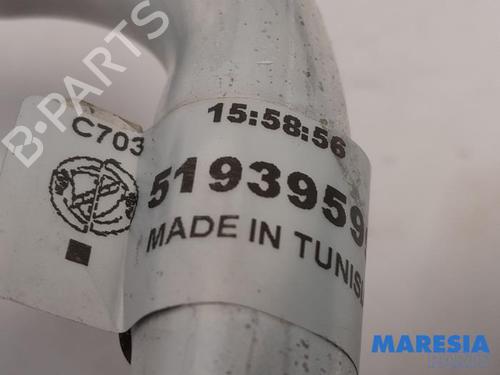 B-PARTS
15:58:56
C703
5193959
MADE IN TUNIS
MARESIA